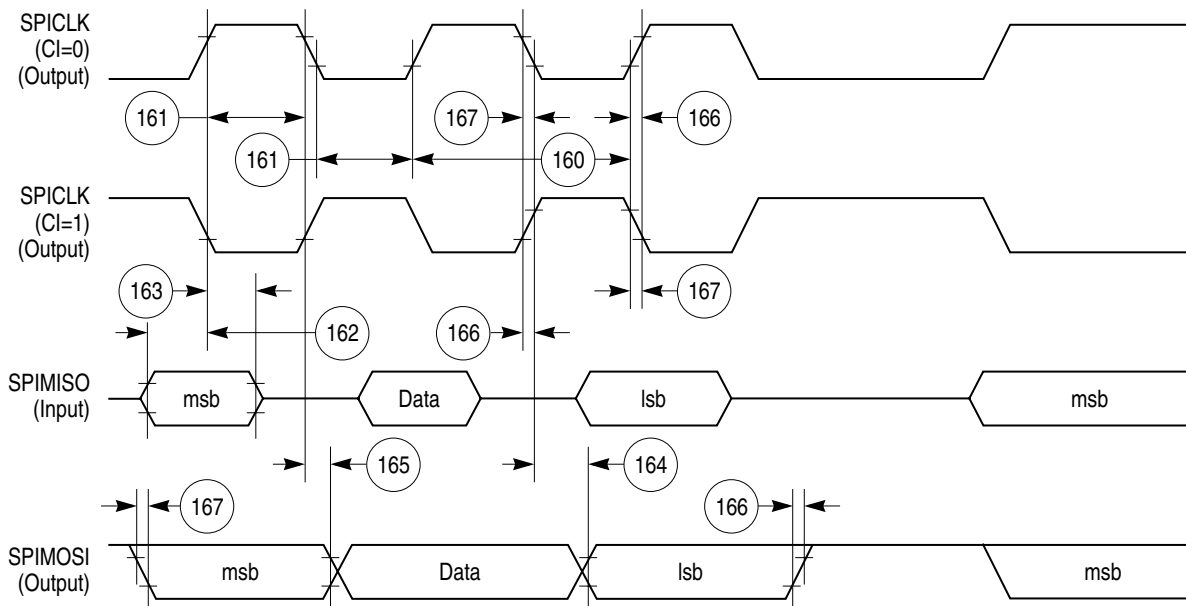 SPICLK
(CI=0)
(Output)
161
167
166
161
160
SPICLK
(CI=1)
(Output)
163
167
162
166
SPIMISO
(Input)
msb
Data
lsb
msb
165
164
167
166
SPIMOSI
(Output)
msb
Data
lsb
msb